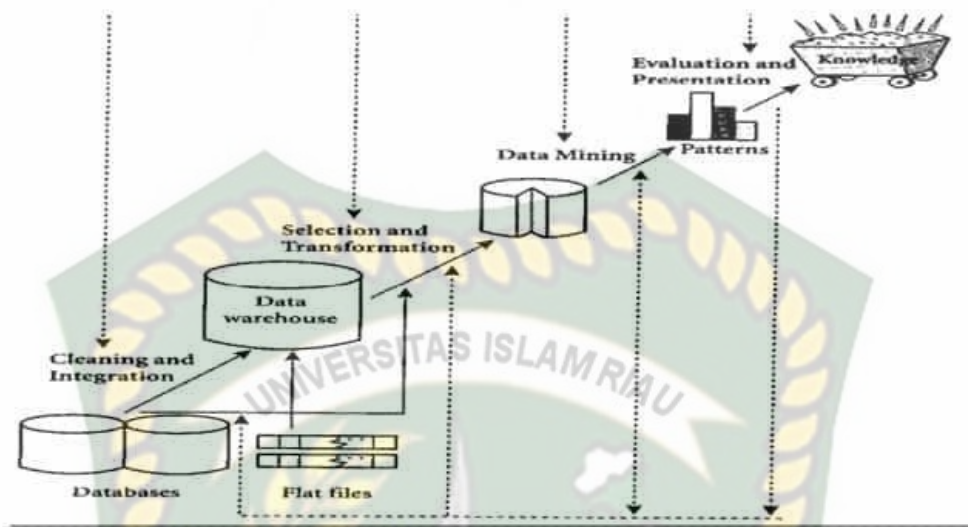 Evaluation and
Presentation
Knowledge
Patterns
Data Mining
Selection and
Transformation
Data
warehouse
Cleaning and
Integration
UNIVERSITAS ISLAM RIAU
Databases
Flat files